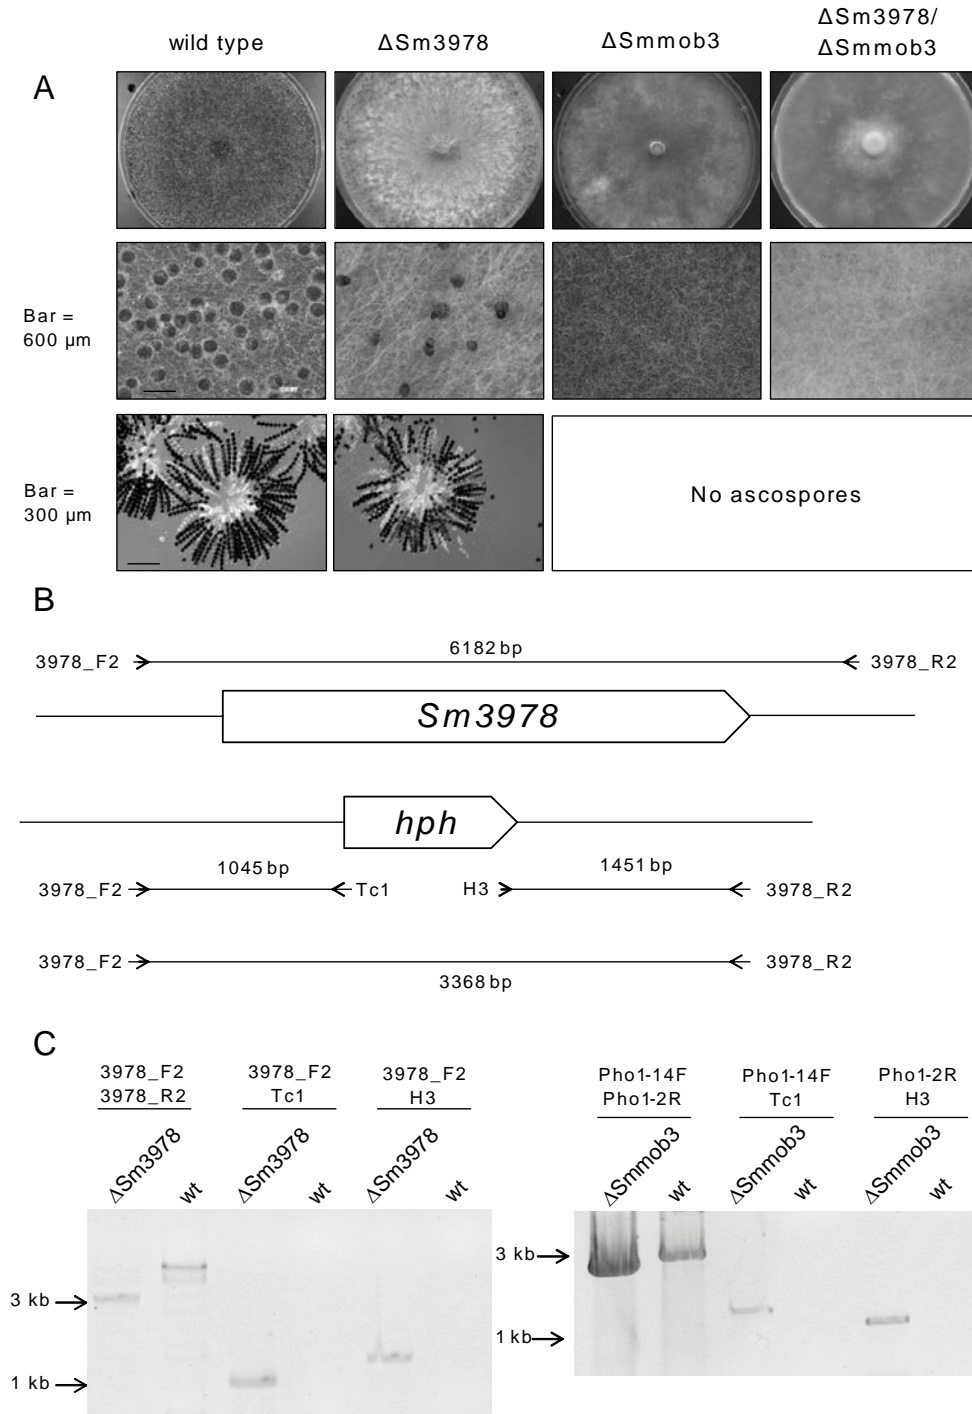 wild type ΔSm3978 ΔSmmob3 ΔSm3978/
ΔSmmob3
A
Bar =
600 µm
Bar =
300 µm
No ascospores
B
6182 bp
3978_F2 3978_R2
Sm3978
hph
1045 bp 1451 bp
3978_F2 Tc1 H3 3978_R2
3978_F2 3978_R2
3368 bp
C
3978_F2 3978_F2 3978_F2 Pho1-14F Pho1-14F Pho1-2R
3978_R2 Tc1 H3 Pho1-2R Tc1 H3
ΔSm3978 wt ΔSm3978 wt ΔSm3978 wt ΔSmmob3 wt ΔSmmob3 wt ΔSmmob3 wt
3 kb 3 kb
1 kb 1 kb